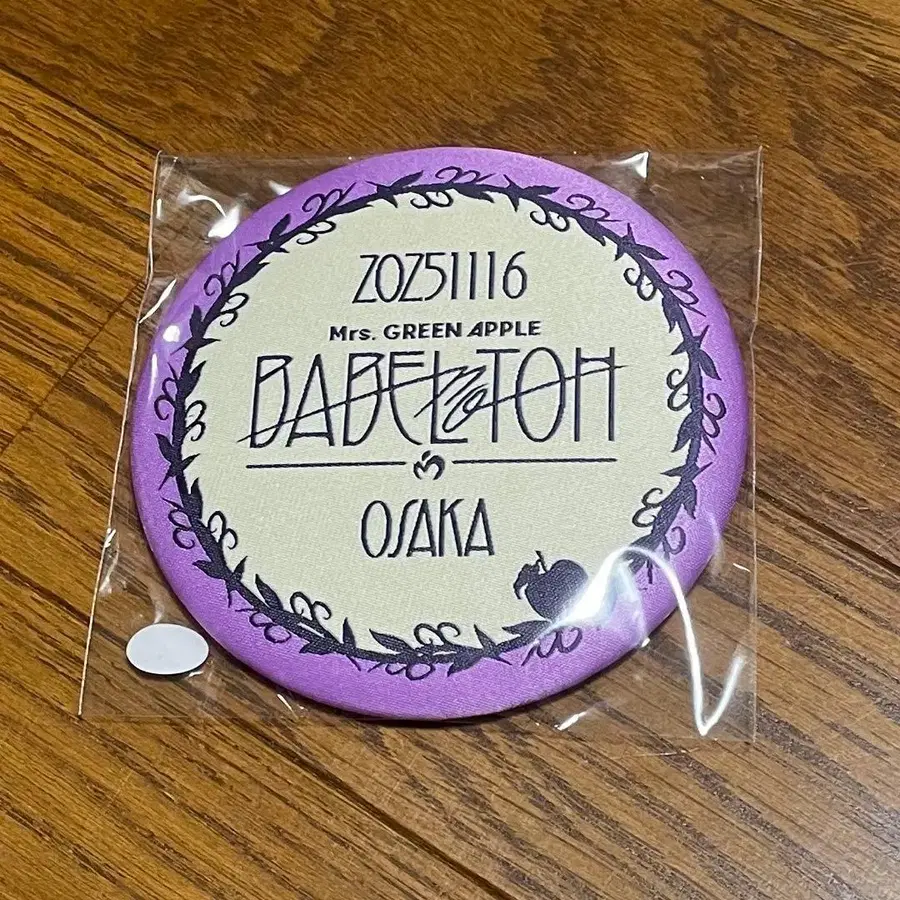 20251116
Mrs. GREEN APPLE
BABEL no TOH
OSAKA